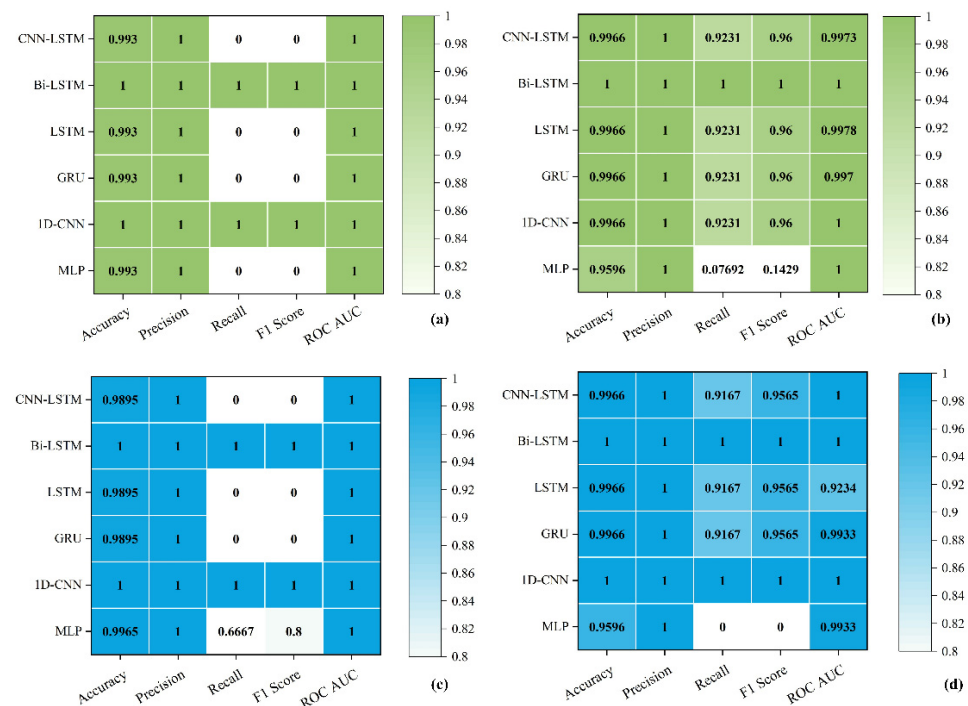 CNN-LSTM 0.993 1 0 0 1
Bi-LSTM 1 1 1 1 1
LSTM 0.993 1 0 0 1
GRU 0.993 1 0 0 1
1D-CNN 1 1 1 1 1
MLP 0.993 1 0 0 1
Accuracy Precision Recall F1 Score ROC AUC
1
0.98
0.96
0.94
0.92
0.9
0.88
0.86
0.84
0.82
0.8
(a)
CNN-LSTM 0.9966 1 0.9231 0.96 0.9973
Bi-LSTM 1 1 1 1 1
LSTM 0.9966 1 0.9231 0.96 0.9978
GRU 0.9966 1 0.9231 0.96 0.997
1D-CNN 0.9966 1 0.9231 0.96 1
MLP 0.9596 1 0.07692 0.1429 1
Accuracy Precision Recall F1 Score ROC AUC
1
0.98
0.96
0.94
0.92
0.9
0.88
0.86
0.84
0.82
0.8
(b)
CNN-LSTM 0.9895 1 0 0 1
Bi-LSTM 1 1 1 1 1
LSTM 0.9895 1 0 0 1
GRU 0.9895 1 0 0 1
1D-CNN 1 1 1 1 1
MLP 0.9965 1 0.6667 0.8 1
Accuracy Precision Recall F1 Score ROC AUC
1
0.98
0.96
0.94
0.92
0.9
0.88
0.86
0.84
0.82
0.8
(c)
CNN-LSTM 0.9966 1 0.9167 0.9565 1
Bi-LSTM 1 1 1 1 1
LSTM 0.9966 1 0.9167 0.9565 0.9234
GRU 0.9966 1 0.9167 0.9565 0.9933
1D-CNN 1 1 1 1 1
MLP 0.9596 1 0 0 0.9933
Accuracy Precision Recall F1 Score ROC AUC
1
0.98
0.96
0.94
0.92
0.9
0.88
0.86
0.84
0.82
0.8
(d)